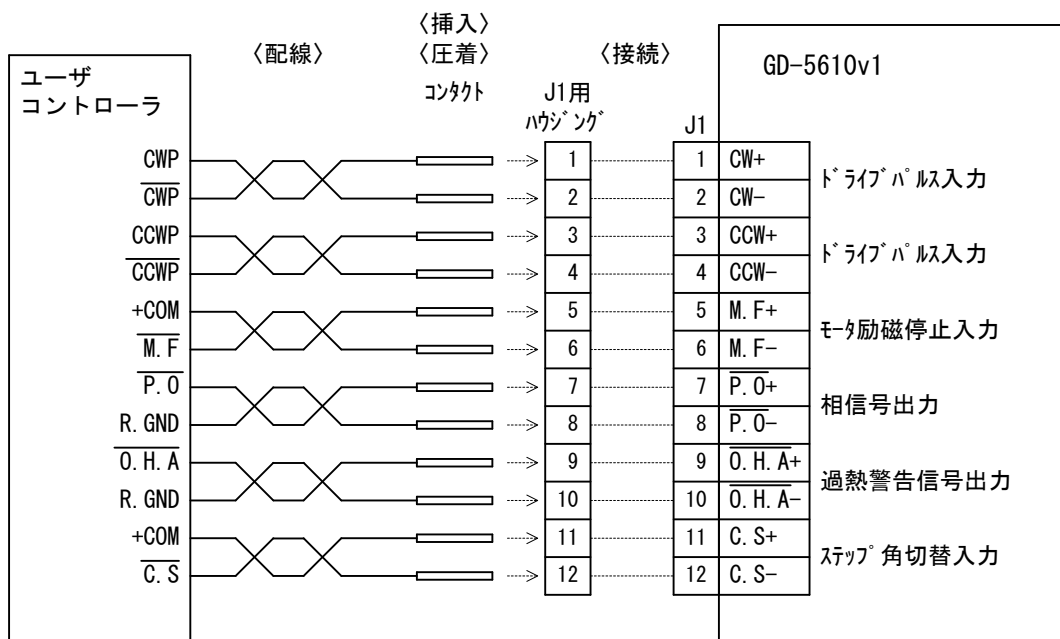 〈挿入〉
〈配線〉 〈圧着〉 〈接続〉 GD-5610v1
ユーザ
コントローラ
コンタクト J1用
ハウジング J1
CWP 1 1 CW+
ドライブパルス入力
C̅W̅P̅ 2 2 CW-
CCWP 3 3 CCW+
ドライブパルス入力
C̅C̅W̅P̅ 4 4 CCW-
+COM 5 5 M.F+
モータ励磁停止入力
M̅.̅F̅ 6 6 M.F-
P̅.̅O̅ 7 7 P̅.̅O̅+
相信号出力
R.GND 8 8 P̅.̅O̅-
O̅.̅H̅.̅A̅ 9 9 O̅.̅H̅.̅A̅+
過熱警告信号出力
R.GND 10 10 O̅.̅H̅.̅A̅-
+COM 11 11 C.S+
ステップ角切替入力
C̅.̅S̅ 12 12 C.S-